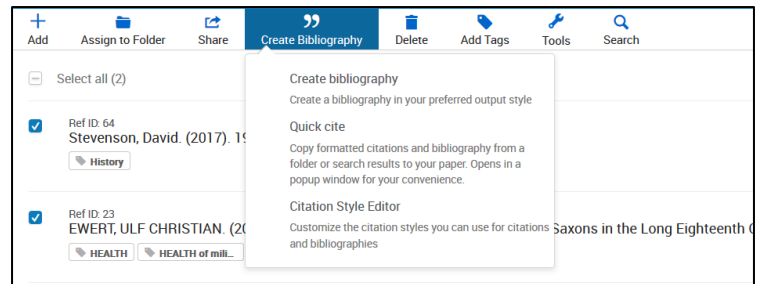 Add Assign to Folder Share Create Bibliography Delete Add Tags Tools Search
Select all (2)
Create bibliography
Create a bibliography in your preferred output style
Quick cite
Copy formatted citations and bibliography from a
folder or search results to your paper. Opens in a
popup window for your convenience.
Citation Style Editor
Customize the citation styles you can use for citations
and bibliographies
Ref ID: 64
Stevenson, David. (2017).
History
Ref ID: 23
EWERT, ULF CHRISTIAN. (20 Saxons in the Long Eighteenth
HEALTH HEALTH of mili...